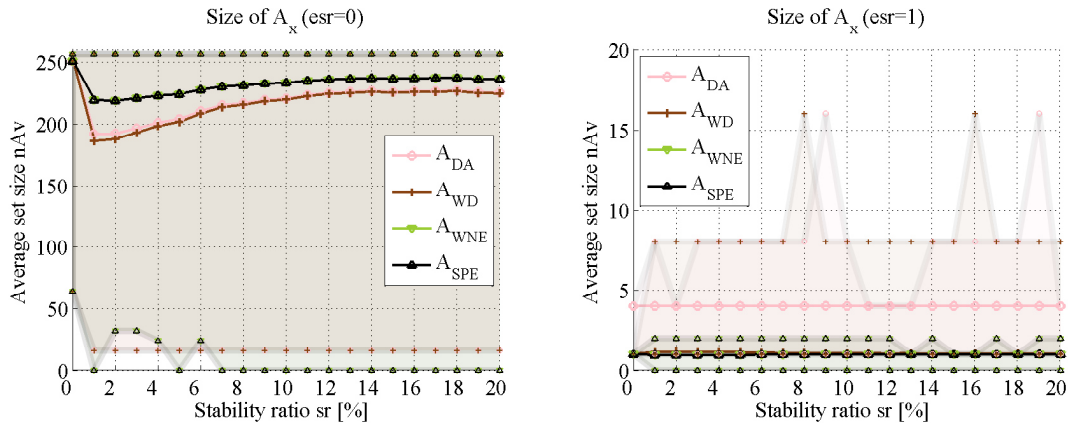 Size of A_x (esr=0)
Average set size nAv
250
200
150
100
50
0
A_DA
A_WD
A_WNE
A_SPE
0 2 4 6 8 10 12 14 16 18 20
Stability ratio sr [%]
Size of A_x (esr=1)
Average set size nAv
20
15
10
5
0
A_DA
A_WD
A_WNE
A_SPE
0 2 4 6 8 10 12 14 16 18 20
Stability ratio sr [%]